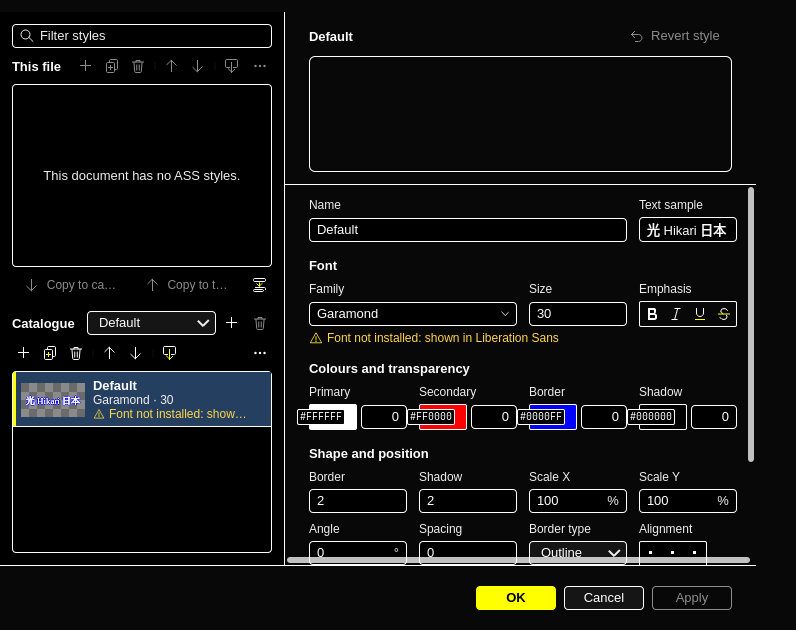 Filter styles
This file
This document has no ASS styles.
Copy to ca…
Copy to t…
Catalogue
Default
光 Hikari 日本
Default
Garamond · 30
Font not installed: show…
Default
Revert style
Name
Text sample
Default
光 Hikari 日本
Font
Family
Size
Emphasis
Garamond
30
B I U S
Font not installed: shown in Liberation Sans
Colours and transparency
Primary
Secondary
Border
Shadow
#FFFFFF
0
#FF0000
0
#0000FF
0
#000000
0
Shape and position
Border
Shadow
Scale X
Scale Y
2
2
100 %
100 %
Angle
Spacing
Border type
Alignment
0 °
0
Outline
OK
Cancel
Apply